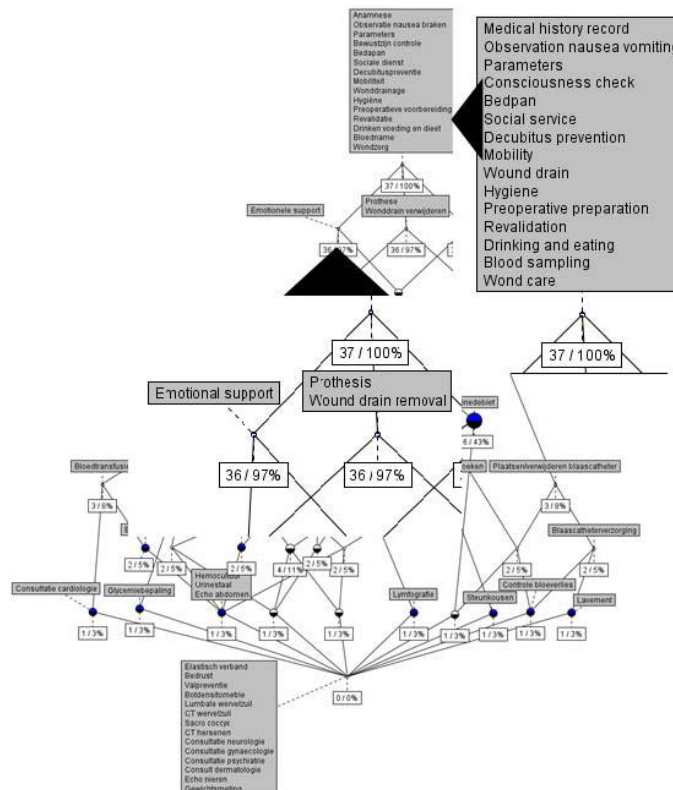 Anamnese
Observatie nausea braken
Parameters
Bewustzijn controle
Bedapan
Sociale dienst
Decubituspreventie
Mobiliteit
Wonddrainage
Hygiëne
Preoperatieve voorbereiding
Revalidatie
Drinken voeding en dieet
Bloedname
Wondzorg
Medical history record
Observation nausea vomiting
Parameters
Consciousness check
Bedpan
Social service
Decubitus prevention
Mobility
Wound drain
Hygiene
Preoperative preparation
Revalidation
Drinking and eating
Blood sampling
Wond care
37 / 100%
Emotionele support
Prothese
Wonddrain verwijderen
36 / 97%
36 / 97%
37 / 100%
37 / 100%
Emotional support
Prothesis
Wound drain removal
36 / 97%
36 / 97%
medebiet
6 / 43%
Bloedtransfusie
oeken
Plaatsen/verwijderen blaascatheter
3 / 8%
3 / 8%
Blaascatheterverzorging
2 / 5%
2 / 5%
4 / 11%
2 / 5%
2 / 5%
2 / 5%
2 / 5%
Hemocultuur
Urinestaal
Echo abdomen
Consultatie cardiologie
Glycemiebepaling
Lymfografie
Steunkousen
Controle bloeverlies
Lavement
1 / 3%
1 / 3%
1 / 3%
1 / 3%
1 / 3%
1 / 3%
1 / 3%
1 / 3%
1 / 3%
1 / 3%
Elastisch verband
Bedrust
Valpreventie
Botdensitometrie
Lumbale wervelzuil
CT wervelzuil
Sacro coccyx
CT hersenen
Consultatie neurologie
Consultatie gynaecologie
Consultatie psychiatrie
Consult dermatologie
Echo nieren
Gewichtsmeting
0 / 0%